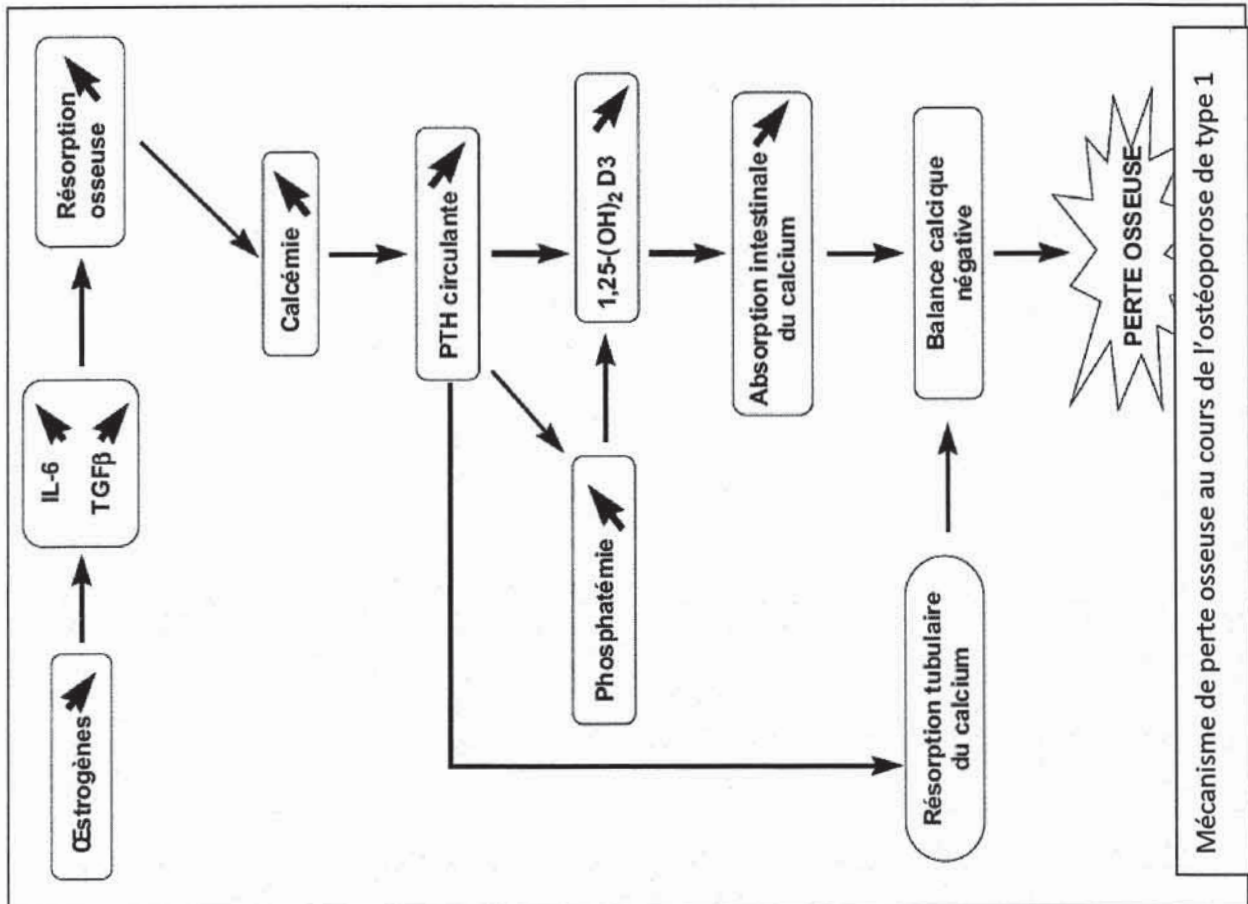 Œstrogènes
IL-6
TGFβ
Résorption
osseuse
Calcémie
PTH circulante
Phosphatémie
1,25-(OH)₂ D3
Absorption intestinale
du calcium
Résorption tubulaire
du calcium
Balance calcique
négative
PERTE OSSEUSE
Mécanisme de perte osseuse au cours de l'ostéoporose de type 1